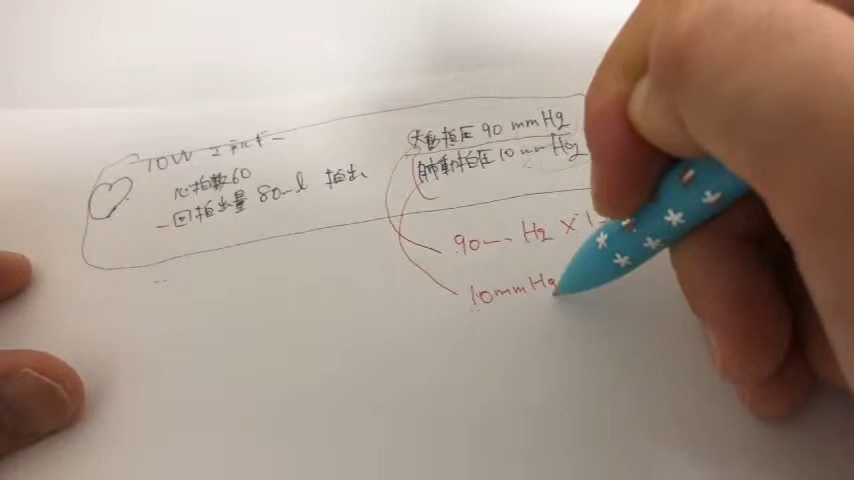 10W エネルギー
心拍数60
一回拍出量 80ml 拍出
大動脈圧 90 mmHg
肺動脈圧 10 mmHg
90mmHg × 1
10mmHg